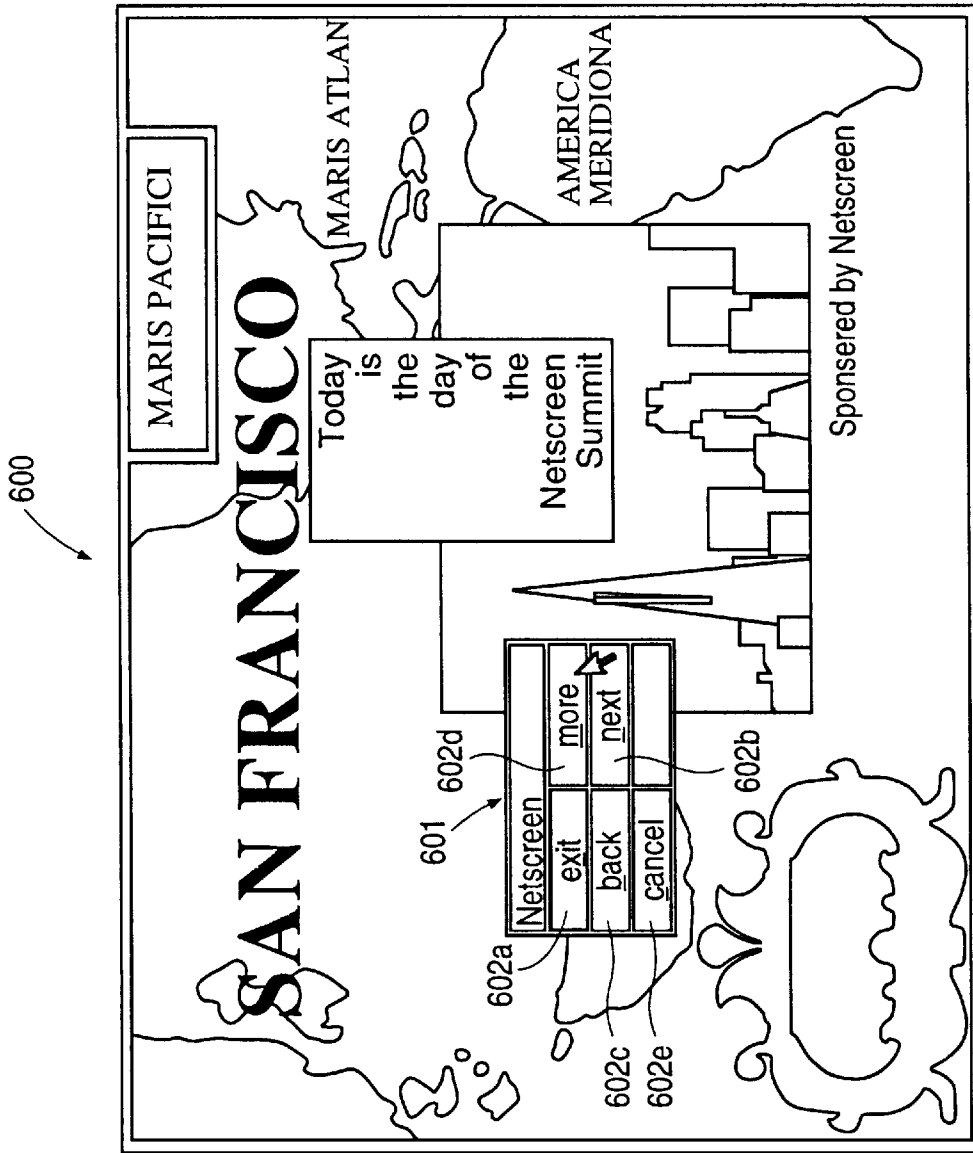 600
MARIS PACIFICI
SAN FRANCISCO
MARIS ATLAN
Today
is
the
day
of
the
Netscreen
Summit
AMERICA
MERIDIONA
601
602d
Netscreen
602a
exit
more
602c
back
next
602b
602e
cancel
Sponsered by Netscreen